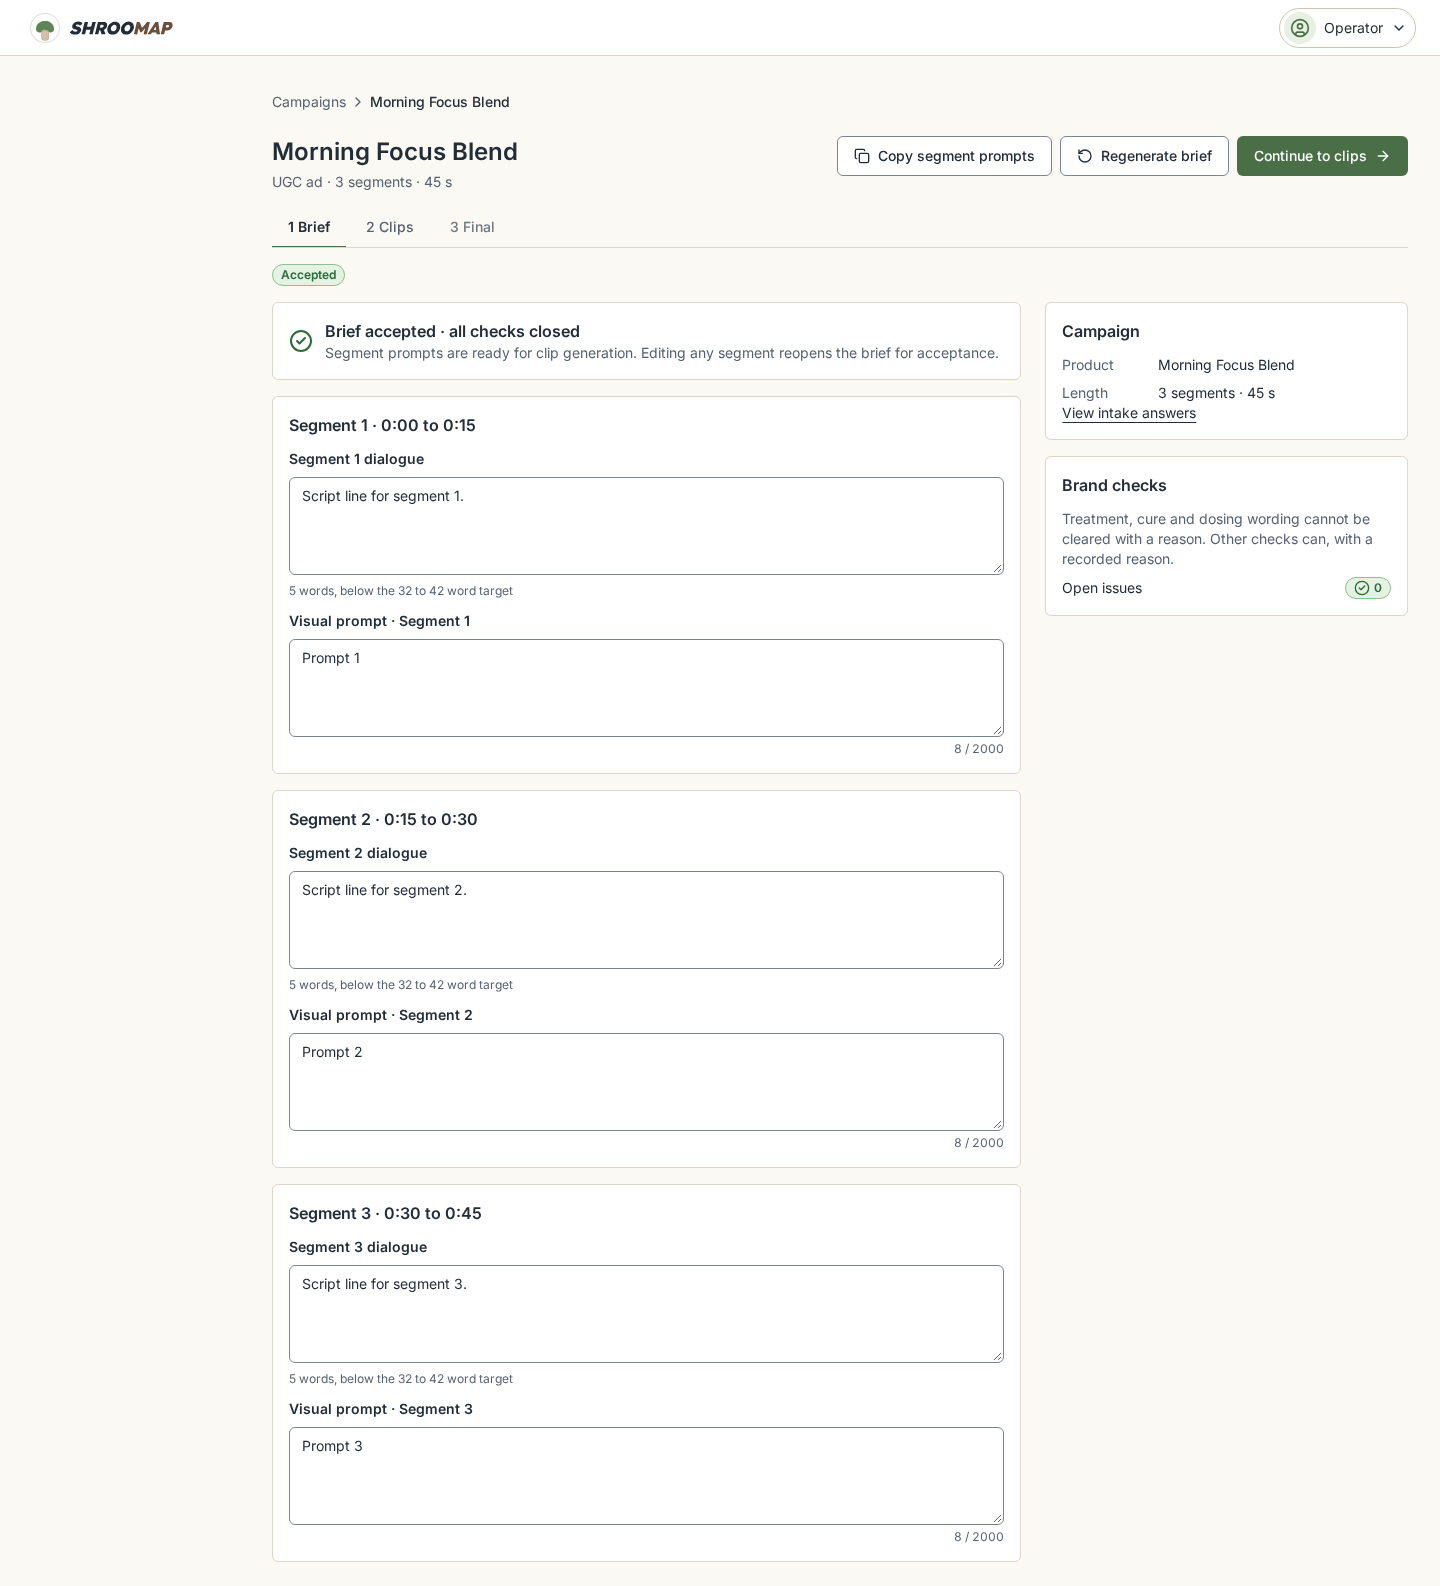 SHROOMAP
Operator
Campaigns
Morning Focus Blend
Morning Focus Blend
UGC ad · 3 segments · 45 s
Copy segment prompts
Regenerate brief
Continue to clips
1 Brief
2 Clips
3 Final
Accepted
Brief accepted · all checks closed
Segment prompts are ready for clip generation. Editing any segment reopens the brief for acceptance.
Segment 1 · 0:00 to 0:15
Segment 1 dialogue
Script line for segment 1.
5 words, below the 32 to 42 word target
Visual prompt · Segment 1
Prompt 1
8 / 2000
Segment 2 · 0:15 to 0:30
Segment 2 dialogue
Script line for segment 2.
5 words, below the 32 to 42 word target
Visual prompt · Segment 2
Prompt 2
8 / 2000
Segment 3 · 0:30 to 0:45
Segment 3 dialogue
Script line for segment 3.
5 words, below the 32 to 42 word target
Visual prompt · Segment 3
Prompt 3
8 / 2000
Campaign
Product Morning Focus Blend
Length 3 segments · 45 s
View intake answers
Brand checks
Treatment, cure and dosing wording cannot be
cleared with a reason. Other checks can, with a
recorded reason.
Open issues 0